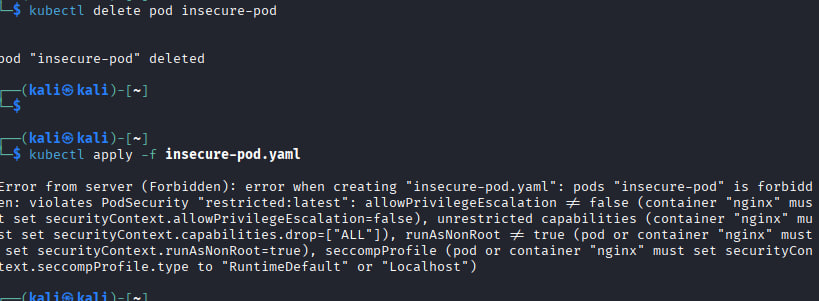 └─$ kubectl delete pod insecure-pod
pod "insecure-pod" deleted
┌──(kali㉿kali)-[~]
└─$
┌──(kali㉿kali)-[~]
└─$ kubectl apply -f insecure-pod.yaml
Error from server (Forbidden): error when creating "insecure-pod.yaml": pods "insecure-pod" is forbidd
en: violates PodSecurity "restricted:latest": allowPrivilegeEscalation != false (container "nginx" mus
t set securityContext.allowPrivilegeEscalation=false), unrestricted capabilities (container "nginx" mu
st set securityContext.capabilities.drop=["ALL"]), runAsNonRoot != true (pod or container "nginx" must
set securityContext.runAsNonRoot=true), seccompProfile (pod or container "nginx" must set securityCon
text.seccompProfile.type to "RuntimeDefault" or "Localhost")
┌──(kali㉿kali)-[~]